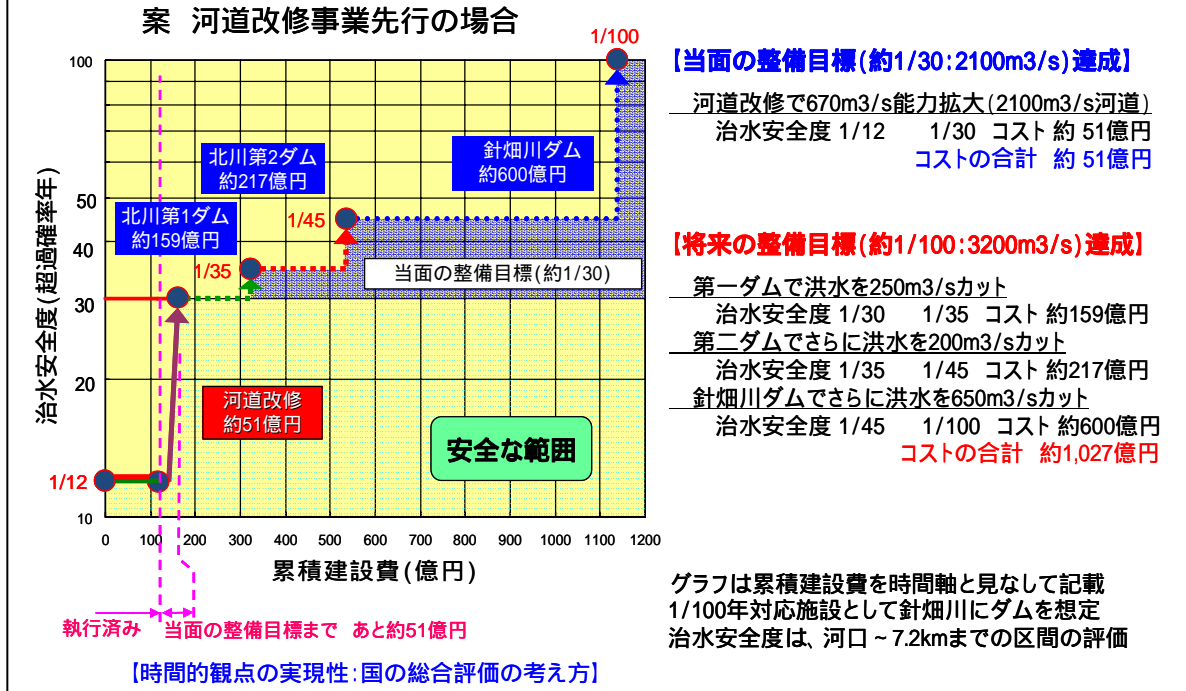 案 河道改修事業先行の場合
1/100
100
50
40
30
20
10
治水安全度(超過確率年)
北川第2ダム
約217億円
針畑川ダム
約600億円
北川第1ダム
約159億円
1/45
1/35
当面の整備目標(約1/30)
河道改修
約51億円
安全な範囲
1/12
0 100 200 300 400 500 600 700 800 900 1000 1100 1200
累積建設費(億円)
執行済み 当面の整備目標まで あと約51億円
【時間的観点の実現性:国の総合評価の考え方】
【当面の整備目標(約1/30:2100m3/s)達成】
河道改修で670m3/s能力拡大(2100m3/s河道)
治水安全度 1/12 1/30 コスト 約 51億円
コストの合計 約 51億円
【将来の整備目標(約1/100:3200m3/s)達成】
第一ダムで洪水を250m3/sカット
治水安全度 1/30 1/35 コスト 約159億円
第二ダムでさらに洪水を200m3/sカット
治水安全度 1/35 1/45 コスト 約217億円
針畑川ダムでさらに洪水を650m3/sカット
治水安全度 1/45 1/100 コスト 約600億円
コストの合計 約1,027億円
グラフは累積建設費を時間軸と見なして記載
1/100年対応施設として針畑川にダムを想定
治水安全度は、河口~7.2kmまでの区間の評価